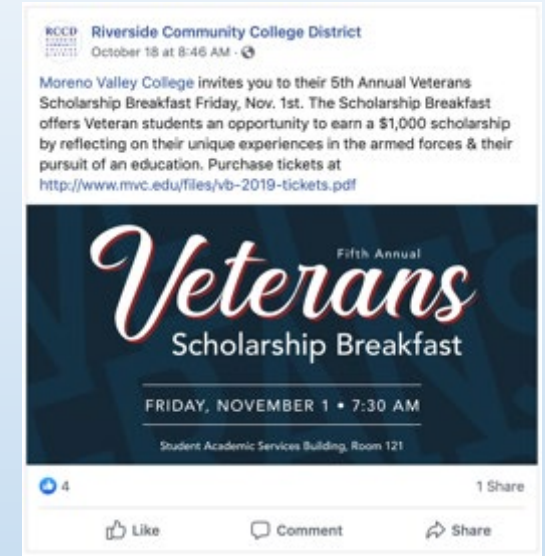 RCCD
Riverside Community College District
October 18 at 8:46 AM ·
Moreno Valley College invites you to their 5th Annual Veterans
Scholarship Breakfast Friday, Nov. 1st. The Scholarship Breakfast
offers Veteran students an opportunity to earn a $1,000 scholarship
by reflecting on their unique experiences in the armed forces & their
pursuit of an education. Purchase tickets at
http://www.mvc.edu/files/vb-2019-tickets.pdf
Fifth Annual
Veterans
Scholarship Breakfast
FRIDAY, NOVEMBER 1 • 7:30 AM
Student Academic Services Building, Room 121
4
1 Share
Like
Comment
Share